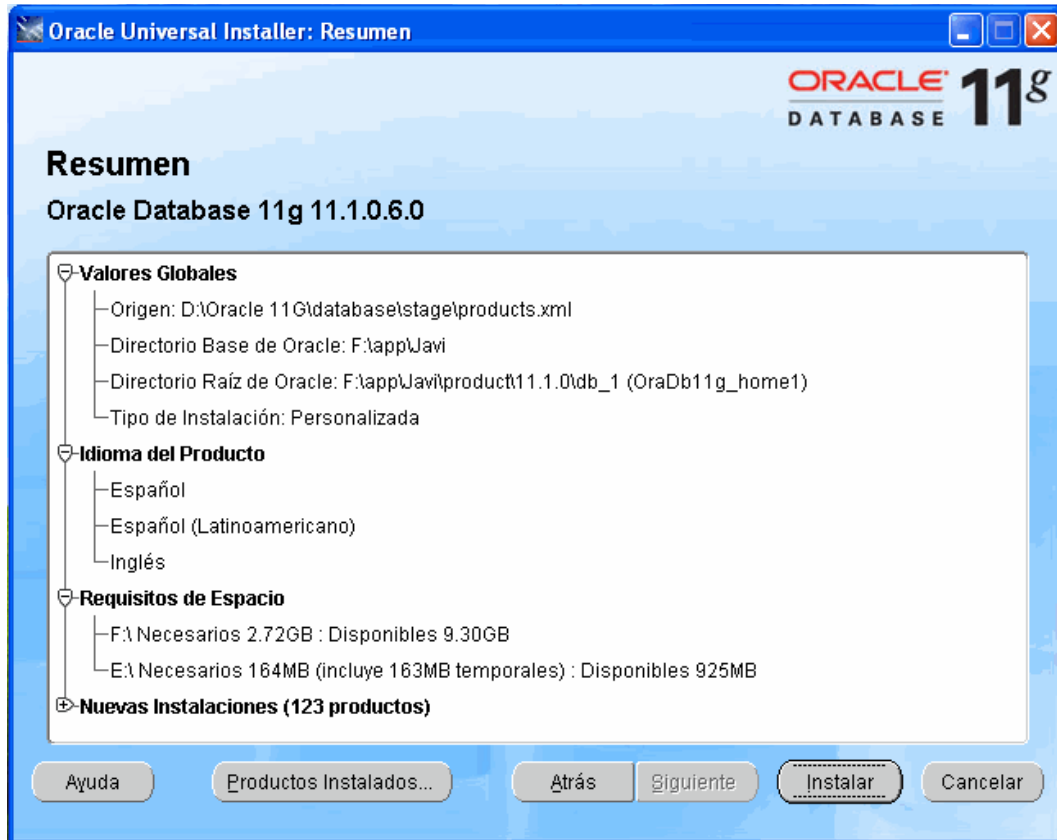 Oracle Universal Installer: Resumen
ORACLE DATABASE 11g
Resumen
Oracle Database 11g 11.1.0.6.0
Valores Globales
Origen: D:\Oracle 11G\database\stage\products.xml
Directorio Base de Oracle: F:\app\Javi
Directorio Raíz de Oracle: F:\app\Javi\product\11.1.0\db_1 (OraDb11g_home1)
Tipo de Instalación: Personalizada
Idioma del Producto
Español
Español (Latinoamericano)
Inglés
Requisitos de Espacio
F:\ Necesarios 2.72GB : Disponibles 9.30GB
E:\ Necesarios 164MB (incluye 163MB temporales) : Disponibles 925MB
Nuevas Instalaciones (123 productos)
Ayuda Productos Instalados... Atrás Siguiente Instalar Cancelar